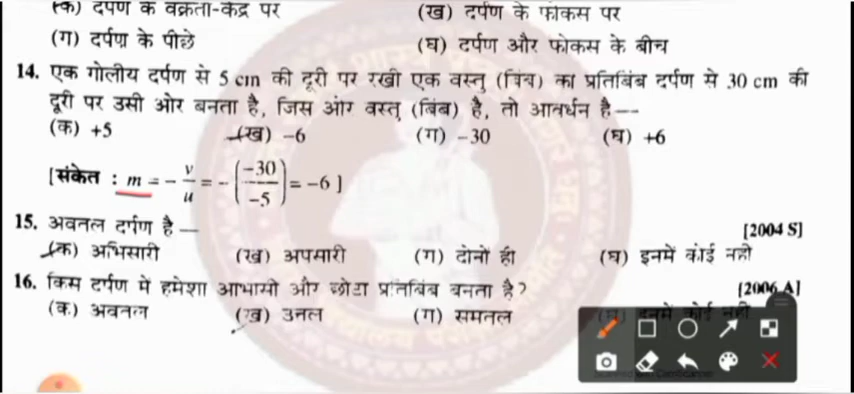 (क) दर्पण के वक्रता-केंद्र पर (ख) दर्पण के फोकस पर
(ग) दर्पण के पीछे (घ) दर्पण और फोकस के बीच
14. एक गोलीय दर्पण से 5 cm की दूरी पर रखी एक वस्तु (बिंब) का प्रतिबिंब दर्पण से 30 cm की
दूरी पर उसी ओर बनता है, जिस ओर वस्तु (बिंब) है, तो आवर्धन है—
(क) +5 (ख) -6 (ग) -30 (घ) +6
[संकेत : m = - v/u = - (-30/-5) = -6 ]
15. अवतल दर्पण है — [2004 S]
(क) अभिसारी (ख) अपसारी (ग) दोनों ही (घ) इनमें कोई नहीं
16. किस दर्पण में हमेशा आभासी और छोटा प्रतिबिंब बनता है? [2006 A]
(क) अवतल (ख) उतल (ग) समतल